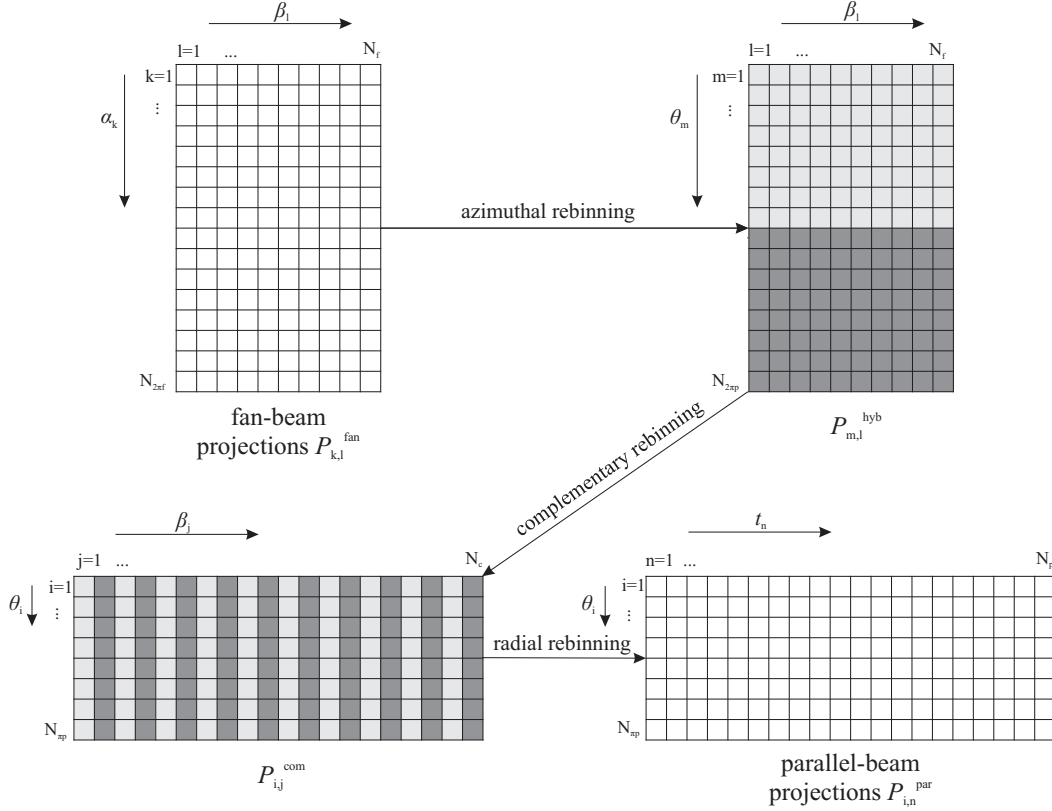 β_l
l=1 ... N_f
k=1
⋮
α_k
N_2πf
fan-beam
projections P_k,l^fan
azimuthal rebinning
β_l
l=1 ... N_f
m=1
⋮
θ_m
N_2πp
P_m,l^hyb
complementary rebinning
β_j
j=1 ... N_c
i=1
θ_i
⋮
N_πp
P_i,j^com
radial rebinning
t_n
n=1 ... N_p
i=1
θ_i
⋮
N_πp
parallel-beam
projections P_i,n^par